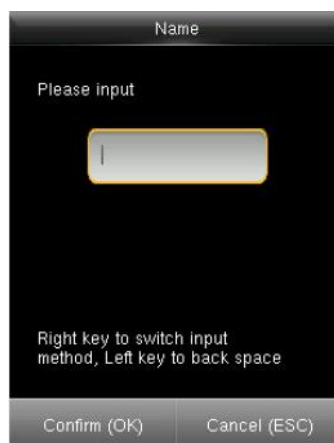 Name
Please input
Right key to switch input
method, Left key to back space
Confirm (OK) Cancel (ESC)